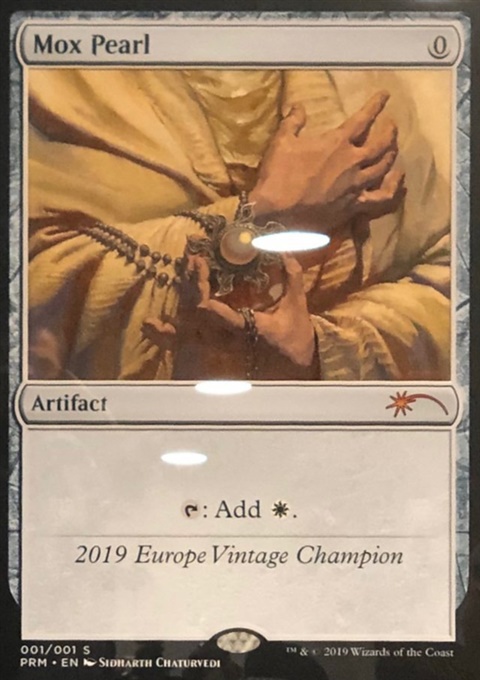 Mox Pearl 0
Artifact
: Add .
2019 Europe Vintage Champion
001/001 S
PRM • EN SIDHARTH CHATURVEDI
™ & © 2019 Wizards of the Coast